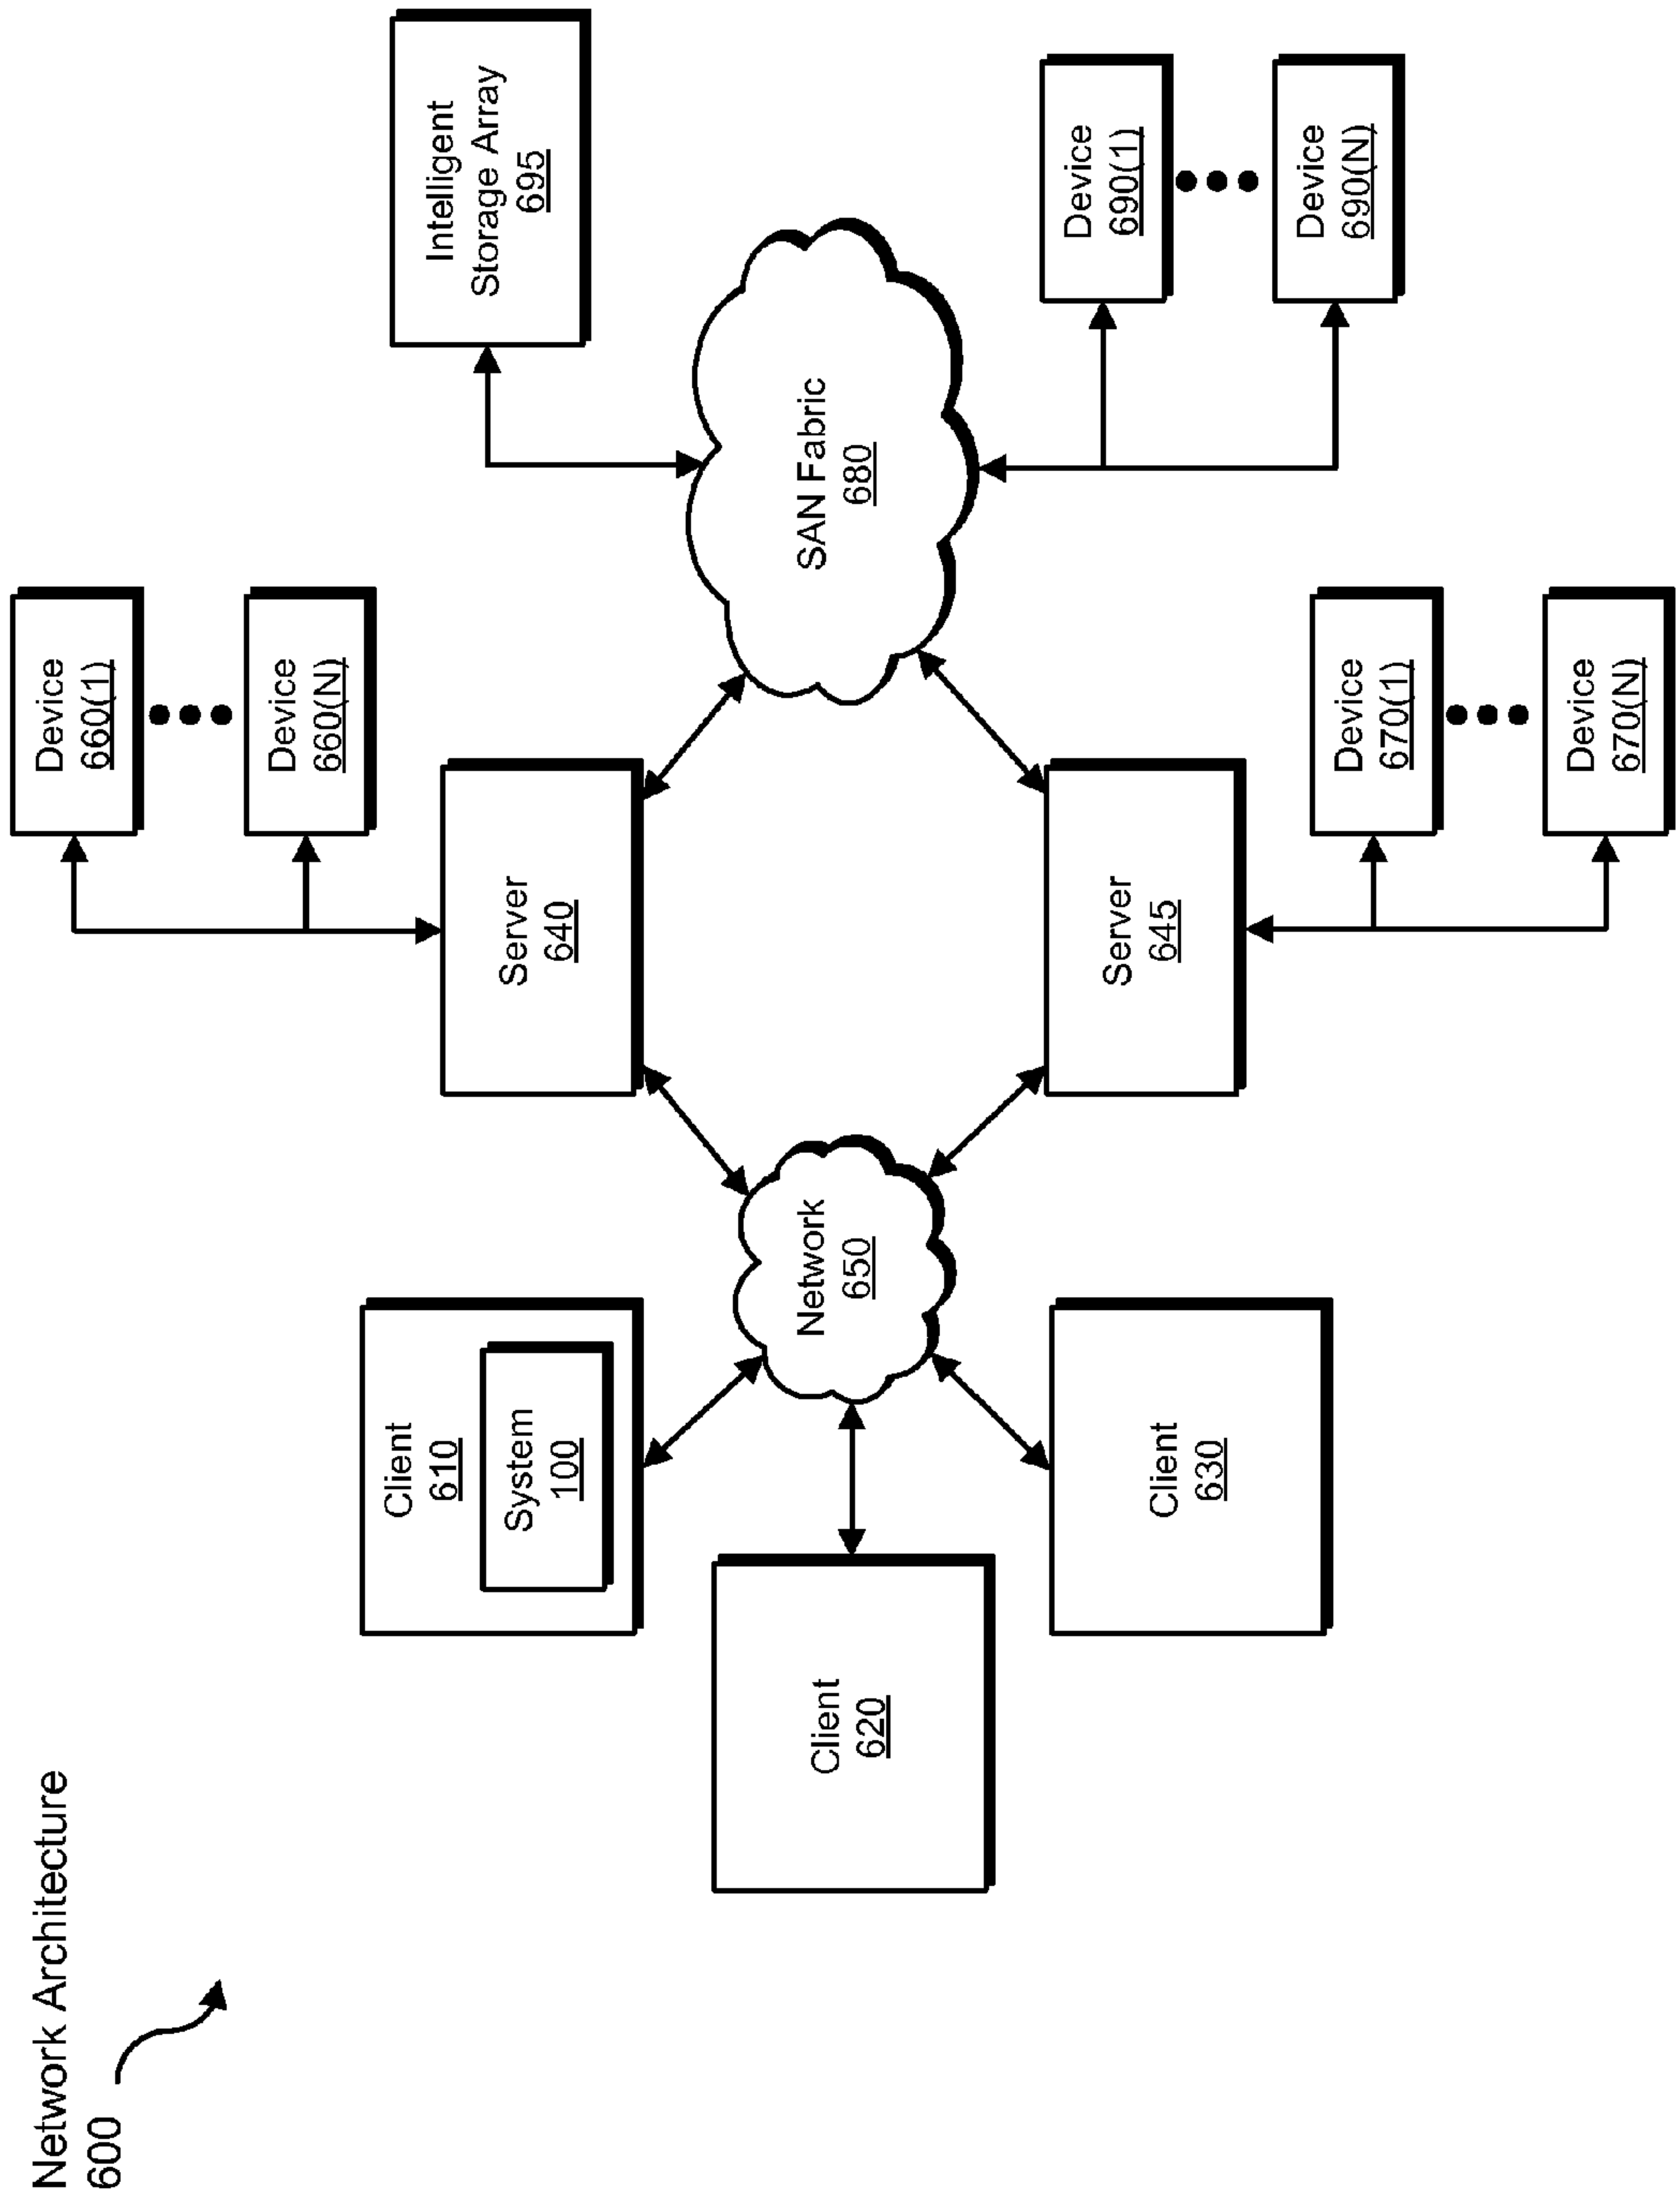 Network Architecture
600
Client
610
System
100
Client
620
Client
630
Network
650
Server
640
Server
645
Device
660(1)
Device
660(N)
Device
670(1)
Device
670(N)
SAN Fabric
680
Intelligent
Storage Array
695
Device
690(1)
Device
690(N)